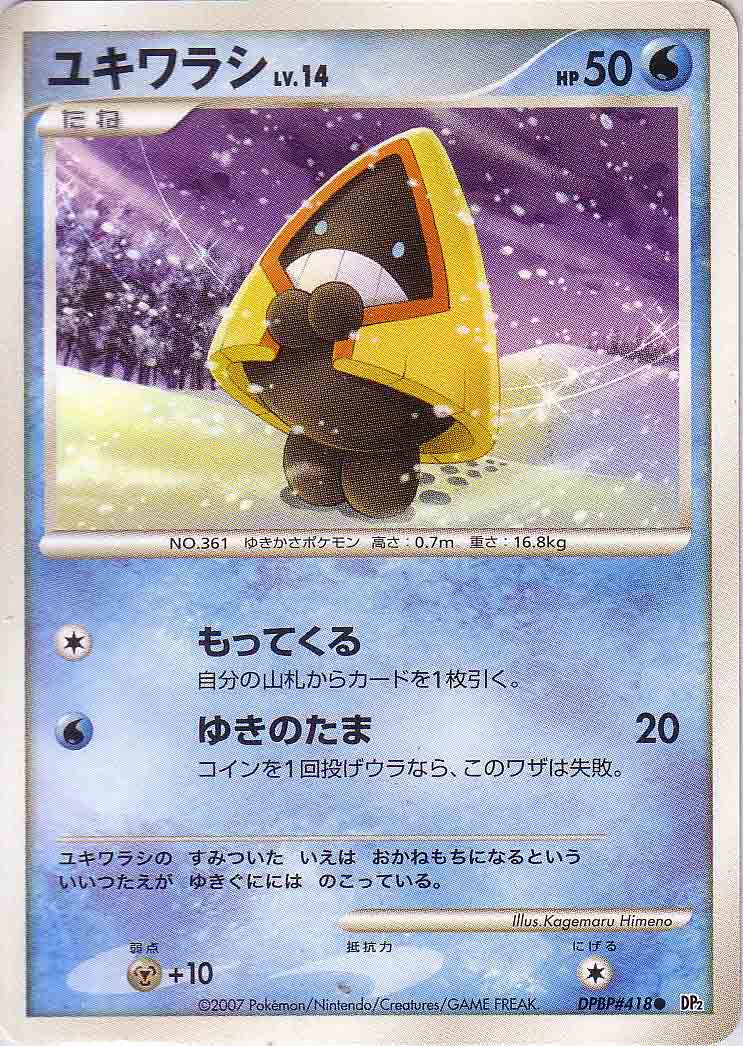 ユキワラシ LV.14 HP 50
たね
NO.361 ゆきかさポケモン 高さ：0.7m 重さ：16.8kg
もってくる
自分の山札からカードを1枚引く。
ゆきのたま 20
コインを1回投げウラなら、このワザは失敗。
ユキワラシの すみついた いえは おかねもちになるという
いいつたえが ゆきぐにには のこっている。
Illus.Kagemaru Himeno
弱点 抵抗力 にげる
+10
©2007 Pokémon/Nintendo/Creatures/GAME FREAK. DPBP#418 DP2